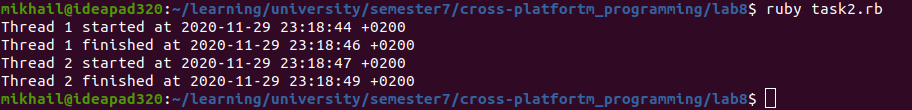 mikhail@ideapad320:~/learning/university/semester7/cross-platfortm_programming/lab8$ ruby task2.rb
Thread 1 started at 2020-11-29 23:18:44 +0200
Thread 1 finished at 2020-11-29 23:18:46 +0200
Thread 2 started at 2020-11-29 23:18:47 +0200
Thread 2 finished at 2020-11-29 23:18:49 +0200
mikhail@ideapad320:~/learning/university/semester7/cross-platfortm_programming/lab8$